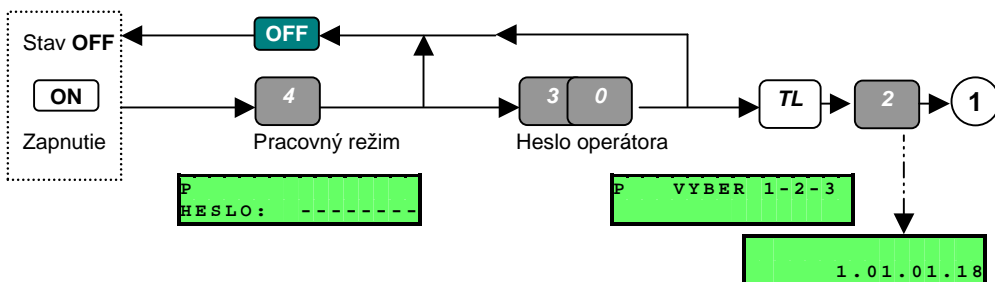 Stav OFF
OFF
ON
4
3 0
TL
2
1
Zapnutie
Pracovný režim
Heslo operátora
P
HESLO: --------
P VYBER 1-2-3
1.01.01.18